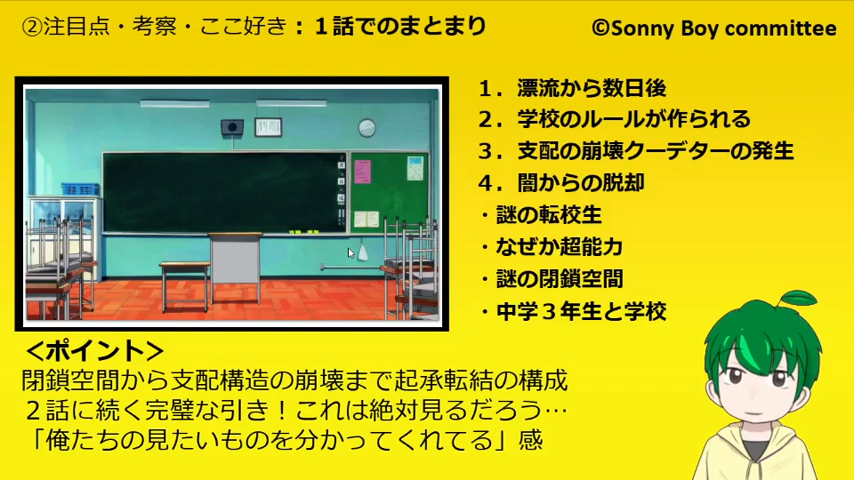 ②注目点・考察・ここ好き：１話でのまとまり
©Sonny Boy committee
１．漂流から数日後
２．学校のルールが作られる
３．支配の崩壊クーデターの発生
４．闇からの脱却
・謎の転校生
・なぜか超能力
・謎の閉鎖空間
・中学３年生と学校
＜ポイント＞
閉鎖空間から支配構造の崩壊まで起承転結の構成
２話に続く完璧な引き！これは絶対見るだろう…
「俺たちの見たいものを分かってくれてる」感